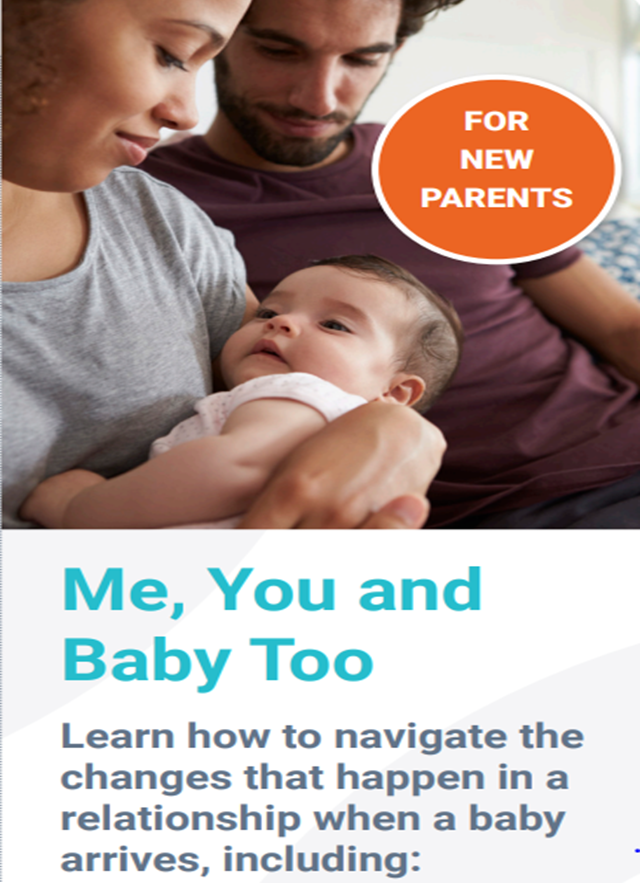 FOR
NEW
PARENTS
Me, You and
Baby Too
Learn how to navigate the
changes that happen in a
relationship when a baby
arrives, including: